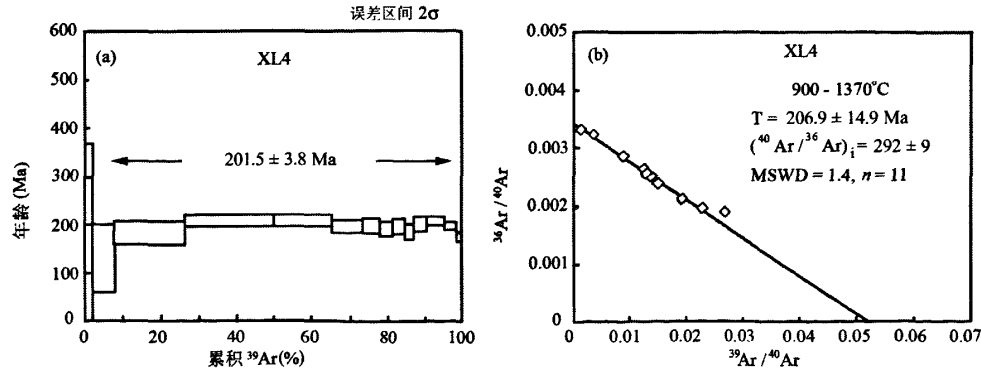 误差区间 2σ
(a)
XL4
201.5 ± 3.8 Ma
年龄 (Ma)
600
500
400
300
200
100
0
0 20 40 60 80 100
累积 ³⁹Ar(%)
(b)
XL4
900 - 1370°C
T = 206.9 ± 14.9 Ma
(⁴⁰Ar/³⁶Ar)ᵢ = 292 ± 9
MSWD = 1.4, n = 11
³⁶Ar/⁴⁰Ar
0.005
0.004
0.003
0.002
0.001
0
0 0.01 0.02 0.03 0.04 0.05 0.06 0.07
³⁹Ar/⁴⁰Ar